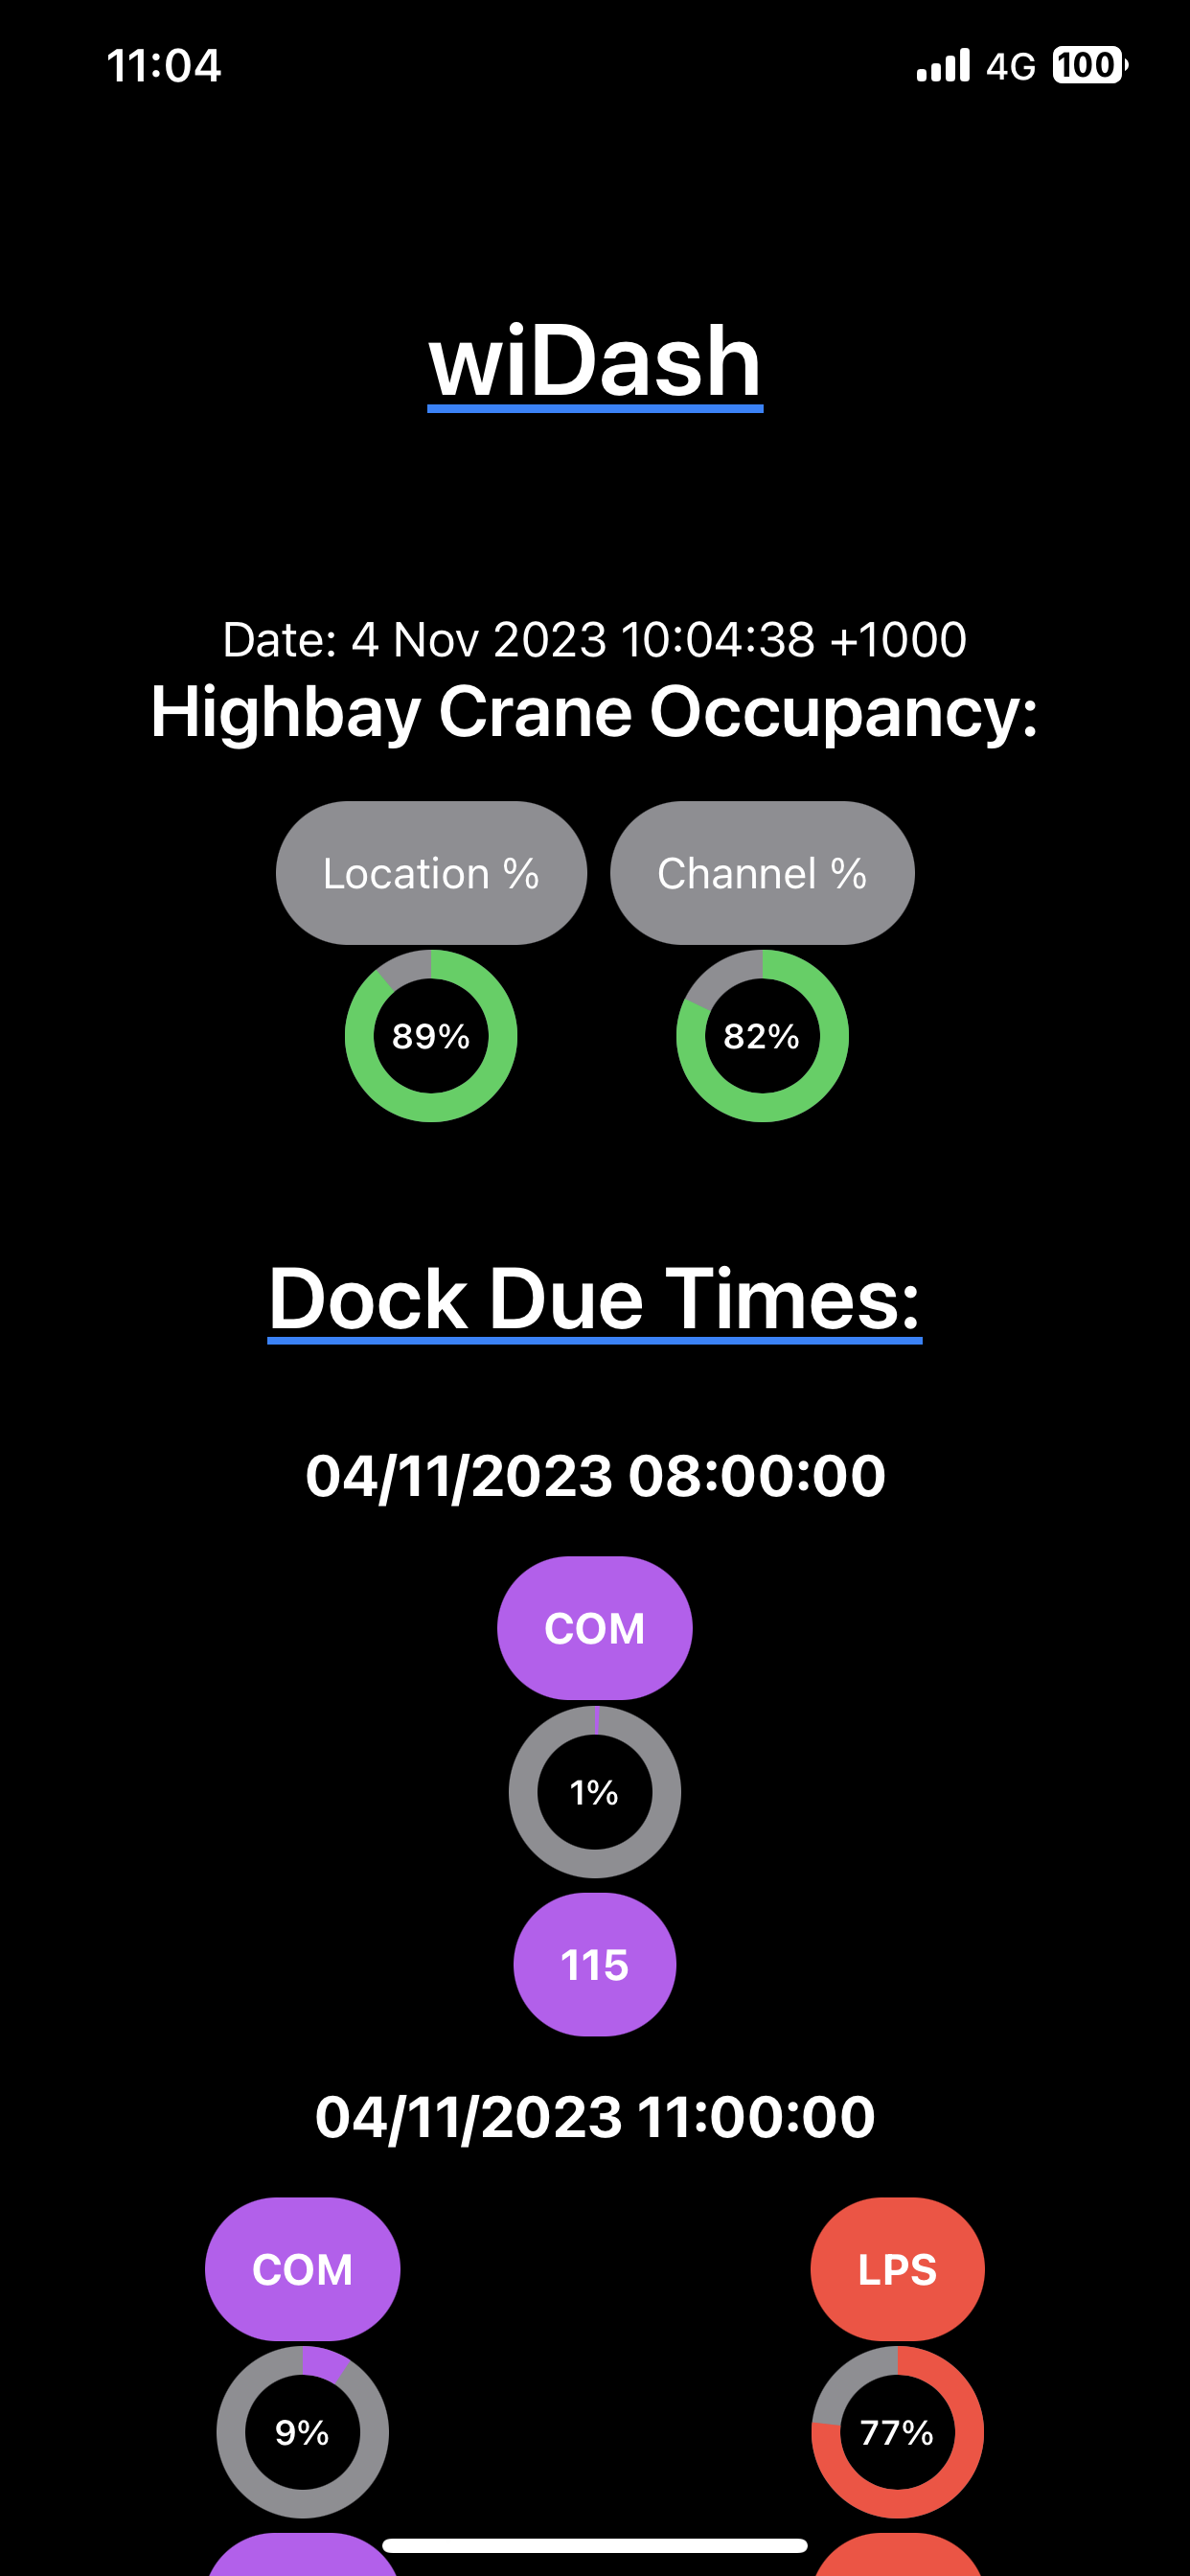 11:04 4G 100
wiDash
Date: 4 Nov 2023 10:04:38 +1000
Highbay Crane Occupancy:
Location % Channel %
89% 82%
Dock Due Times:
04/11/2023 08:00:00
COM
1%
115
04/11/2023 11:00:00
COM LPS
9% 77%